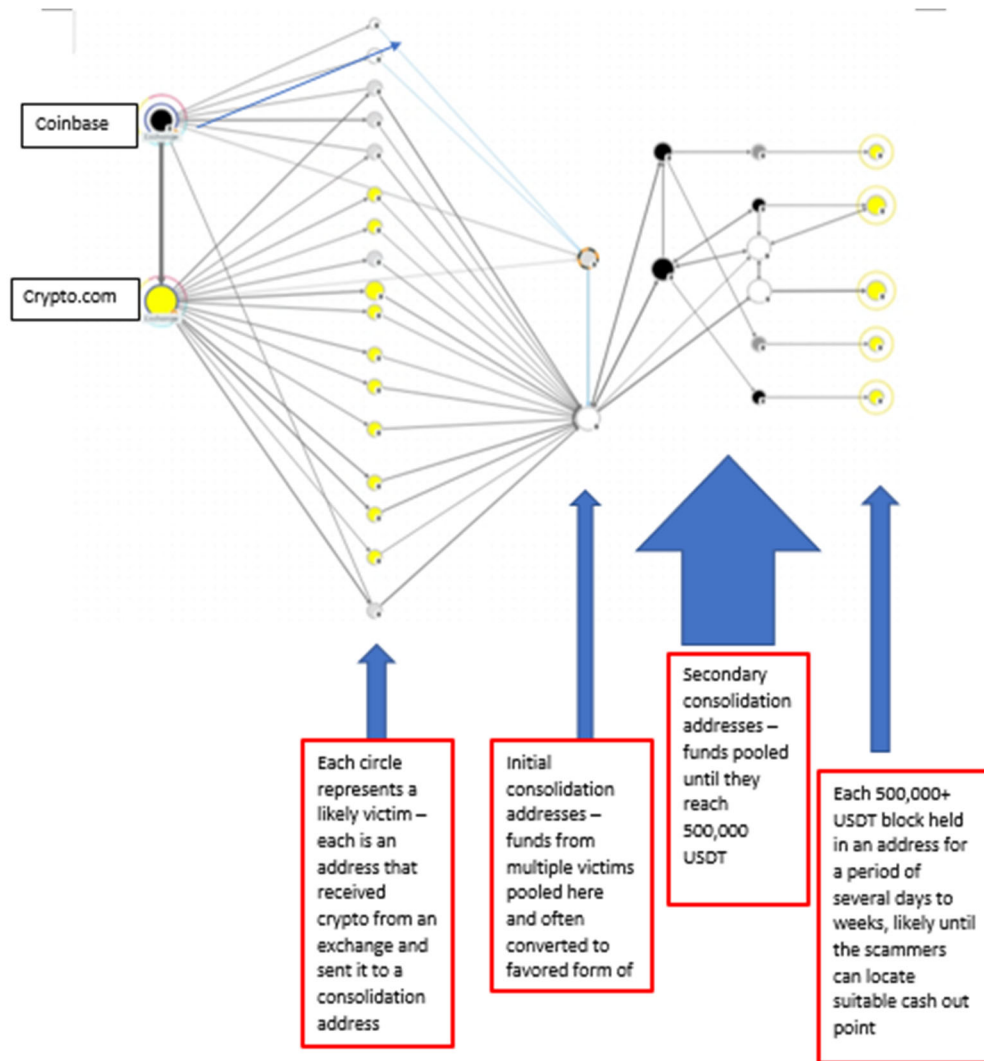 Coinbase
Exchange
Crypto.com
Exchange
Each circle
represents a
likely victim –
each is an
address that
received
crypto from an
exchange and
sent it to a
consolidation
address
Initial
consolidation
addresses –
funds from
multiple victims
pooled here
and often
converted to
favored form of
Secondary
consolidation
addresses –
funds pooled
until they
reach
500,000
USDT
Each 500,000+
USDT block held
in an address for
a period of
several days to
weeks, likely until
the scammers
can locate
suitable cash out
point